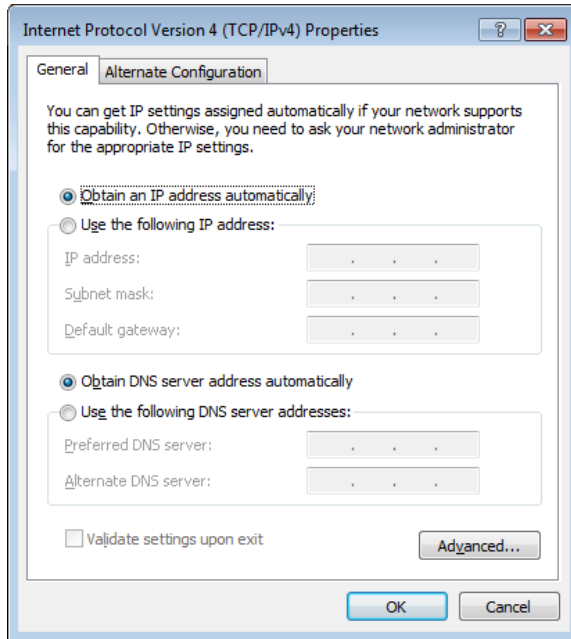 Internet Protocol Version 4 (TCP/IPv4) Properties
?
General
Alternate Configuration
You can get IP settings assigned automatically if your network supports
this capability. Otherwise, you need to ask your network administrator
for the appropriate IP settings.
Obtain an IP address automatically
Use the following IP address:
IP address:
. . .
Subnet mask:
. . .
Default gateway:
. . .
Obtain DNS server address automatically
Use the following DNS server addresses:
Preferred DNS server:
. . .
Alternate DNS server:
. . .
Validate settings upon exit
Advanced...
OK
Cancel